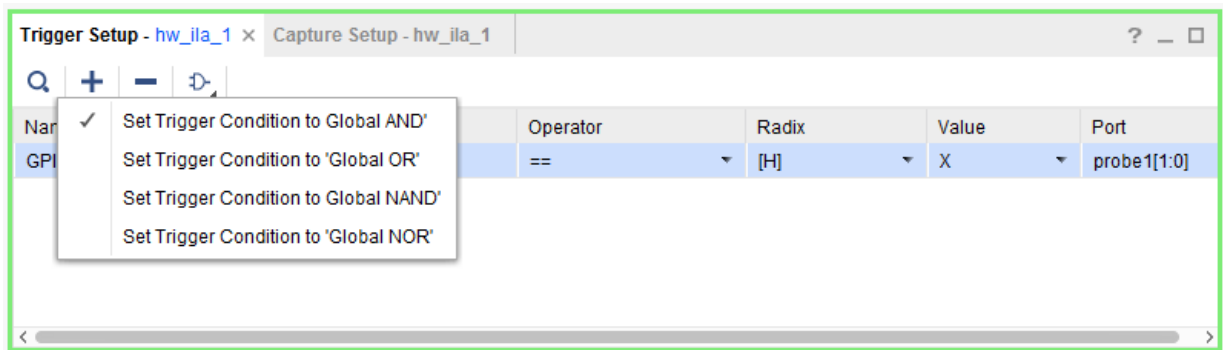 Trigger Setup - hw_ila_1 × Capture Setup - hw_ila_1 ?
Nar Operator Radix Value Port
GPI == [H] X probe1[1:0]
✓ Set Trigger Condition to Global AND'
Set Trigger Condition to 'Global OR'
Set Trigger Condition to Global NAND'
Set Trigger Condition to 'Global NOR'